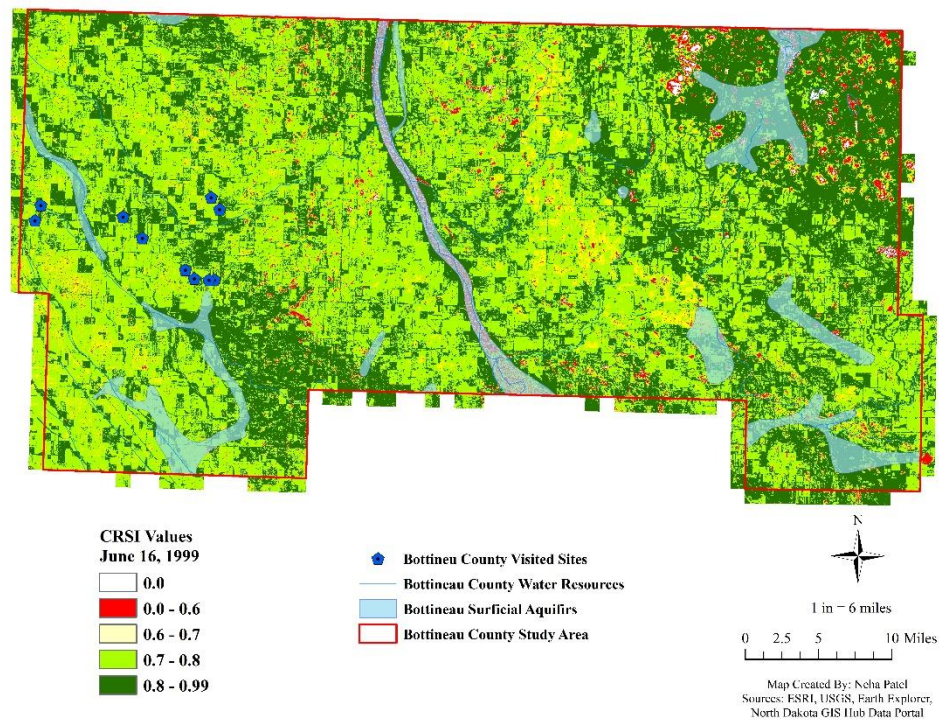 CRSI Values
June 16, 1999
0.0
0.0 - 0.6
0.6 - 0.7
0.7 - 0.8
0.8 - 0.99
Bottineu County Visited Sites
Bottineau County Water Resources
Bottineau Surficial Aquifirs
Bottineau County Study Area
N
1 in = 6 miles
0 2.5 5 10 Miles
Map Created By: Neha Patel
Sources: ESRI, USGS, Earth Explorer,
North Dakota GIS Hub Data Portal